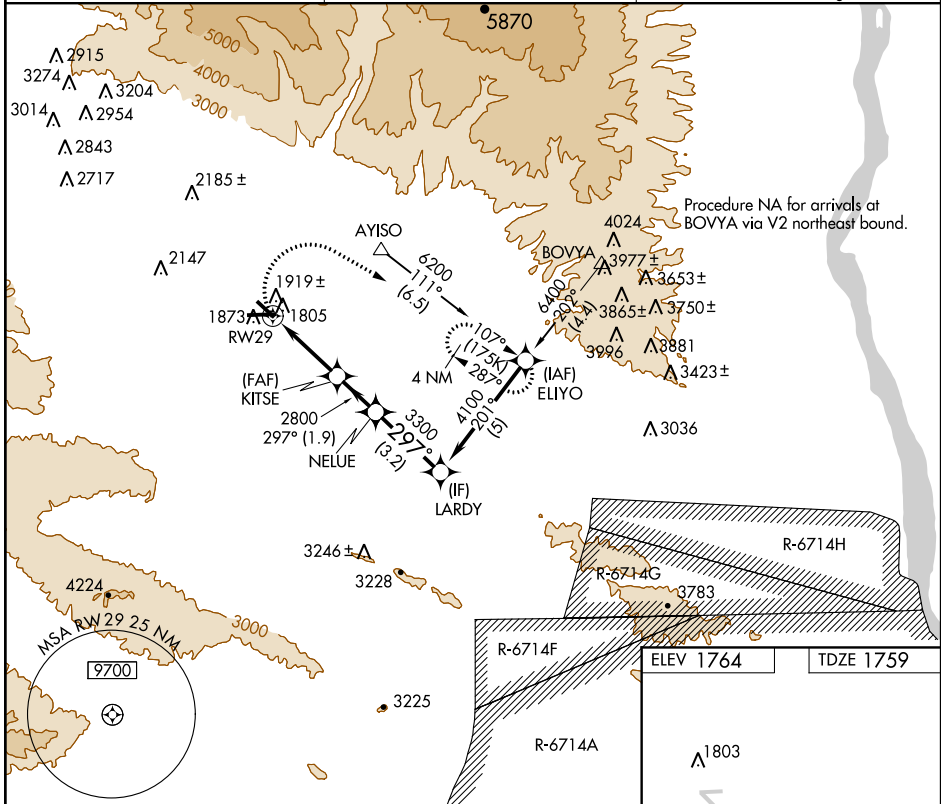 5870
5000
4000
3000
2915
3274
3204
3014
2954
2843
2717
2185 ±
2147
Procedure NA for arrivals at
BOVYA via V2 northeast bound.
4024
AYISO
BOVYA
3977 ±
6200
111°
(6.5)
6400
202°
(4.4)
3653 ±
3865 ±
3750 ±
3996
3881
3423 ±
3036
1919 ±
1873
1805
RW29
107°
(175K)
287°
4 NM
(IAF)
ELIYO
(FAF)
KITSE
2800
297° (1.9)
NELUE
3300
297°
(3.2)
4100
201°
(5)
(IF)
LARDY
3246 ±
3228
R-6714H
R-6714G
3783
4224
3000
R-6714F
MSA RW 29 25 NM
9700
ELEV 1764
TDZE 1759
3225
R-6714A
1803